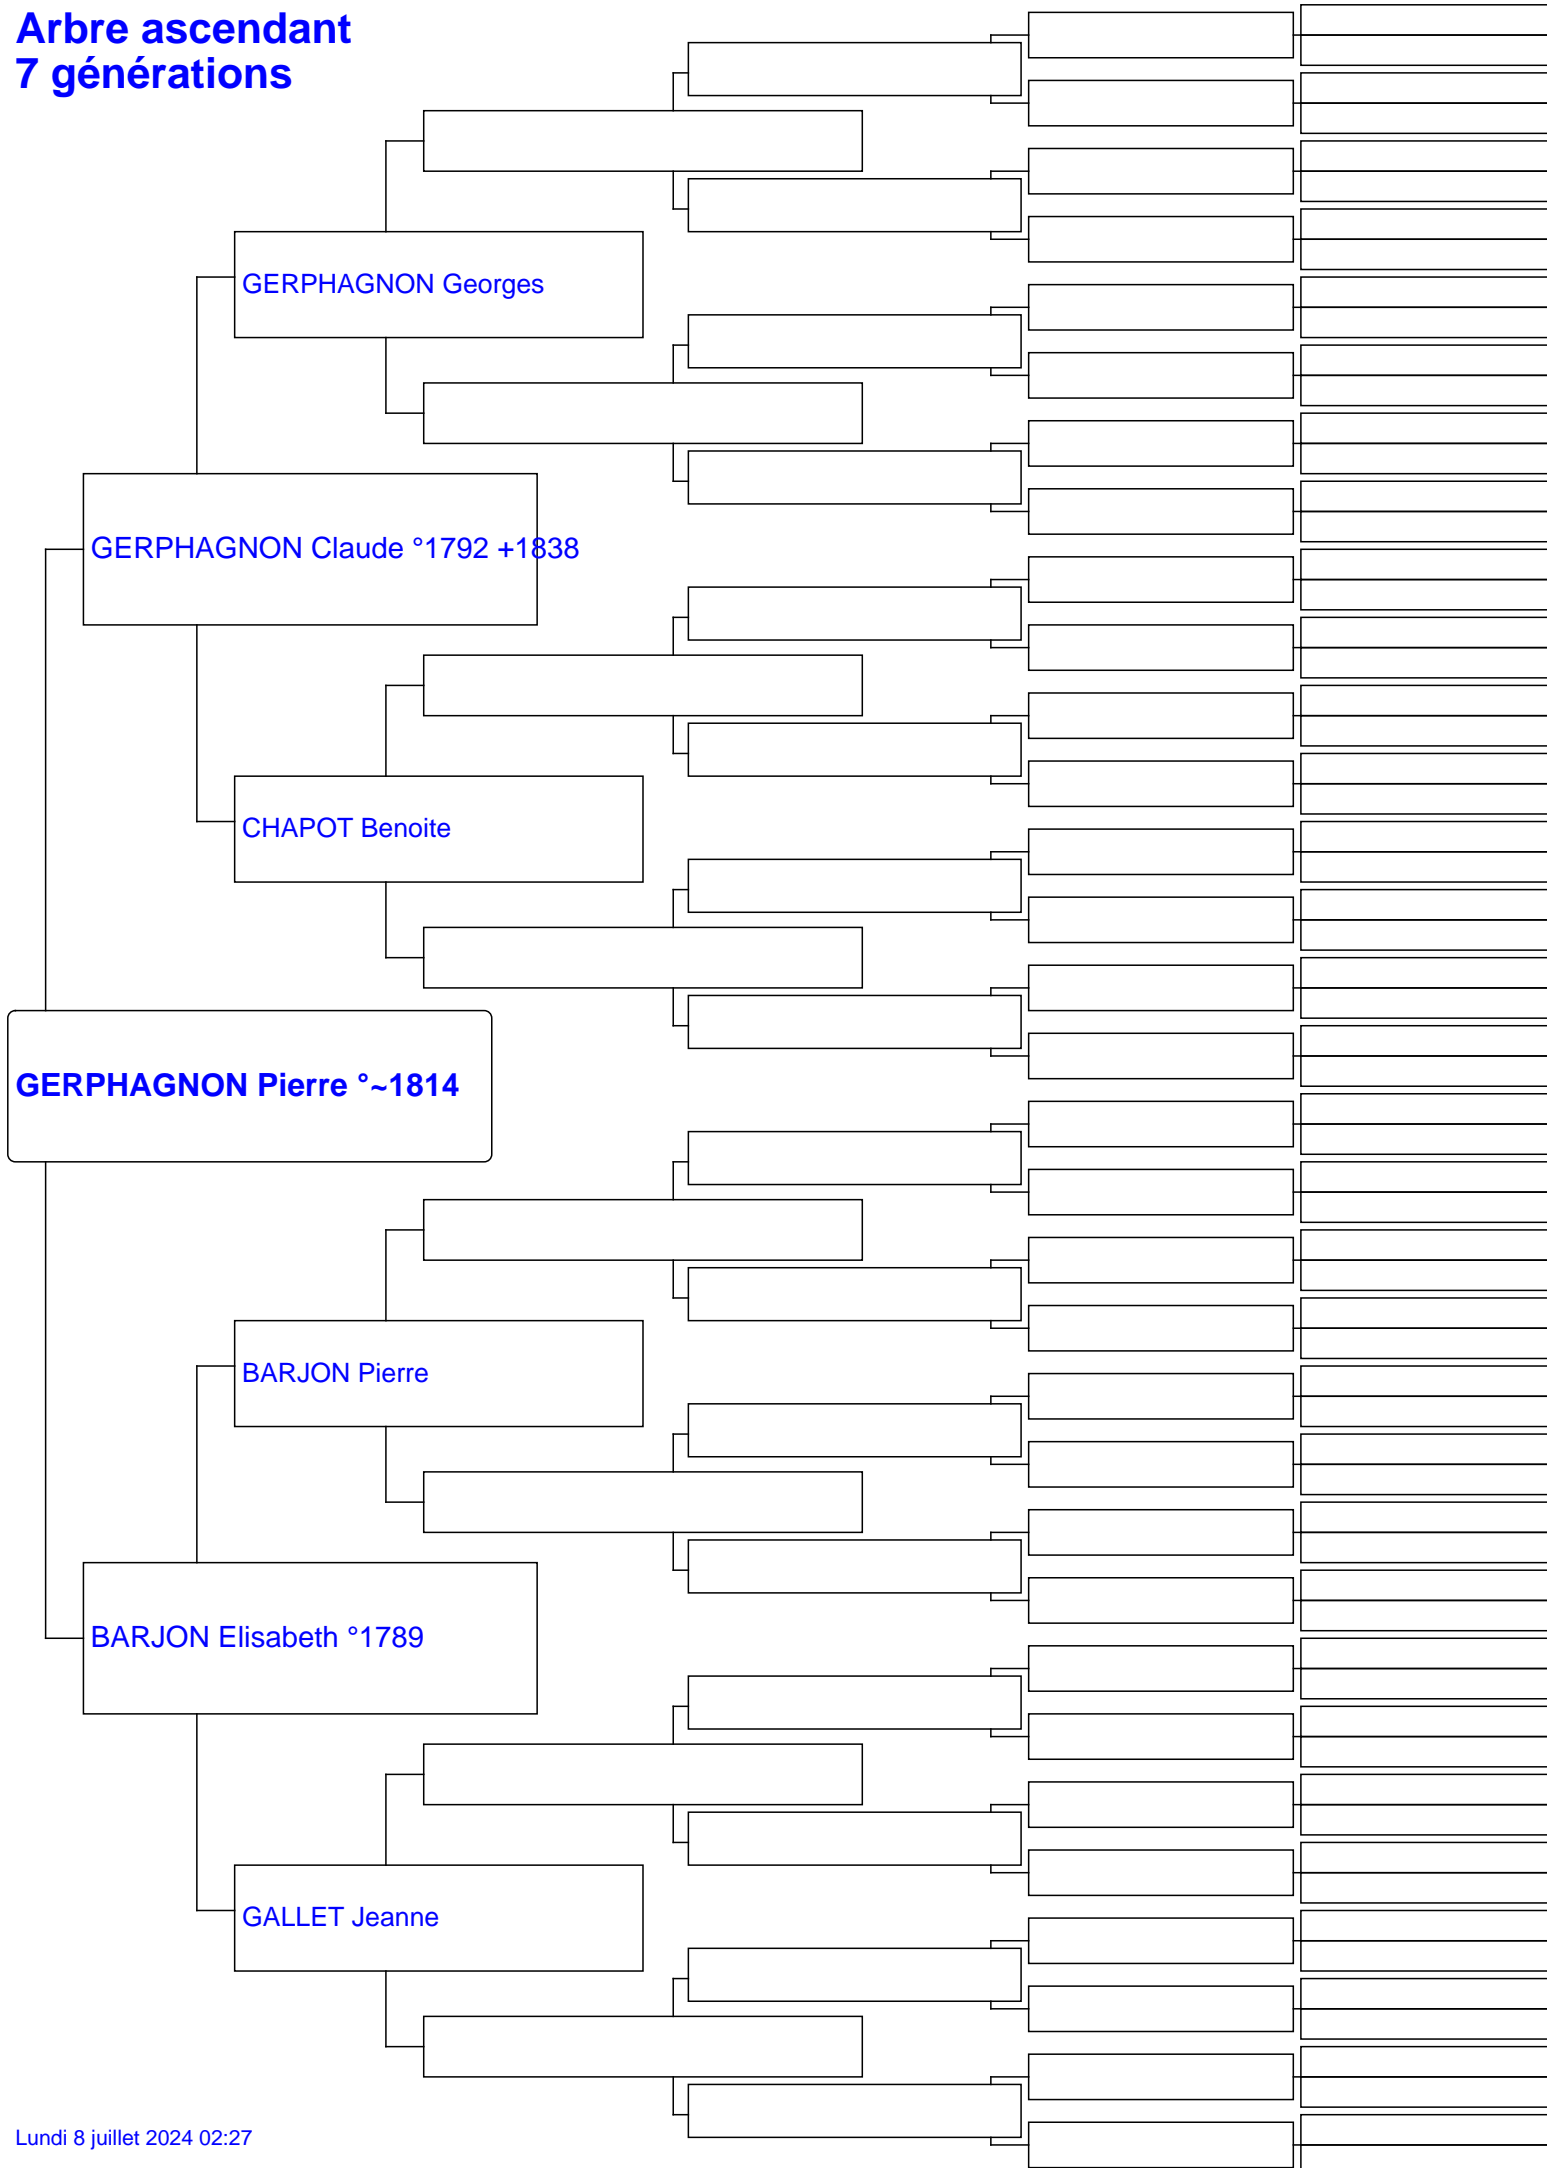 Arbre ascendant
7 générations
GERPHAGNON Georges
GERPHAGNON Claude °1792 +1838
CHAPOT Benoite
GERPHAGNON Pierre °~1814
BARJON Pierre
BARJON Elisabeth °1789
GALLET Jeanne
Lundi 8 juillet 2024 02:27